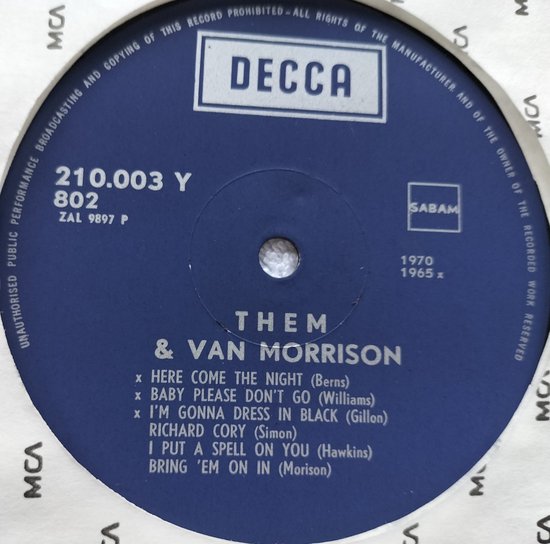 UNAUTHORISED PUBLIC PERFORMANCE BROADCASTING AND COPYING OF THIS RECORD PROHIBITED - ALL RIGHTS OF THE MANUFACTURER AND OF THE OWNER OF THE RECORDED WORK RESERVED
DECCA
210.003 Y
802
ZAL 9897 P
SABAM
1970
1965 x
THEM
& VAN MORRISON
x HERE COME THE NIGHT (Berns)
x BABY PLEASE DON'T GO (Williams)
x I'M GONNA DRESS IN BLACK (Gillon)
RICHARD CORY (Simon)
I PUT A SPELL ON YOU (Hawkins)
BRING 'EM ON IN (Morison)
MCA
MCA
MCA
MCA
MCA
MCA